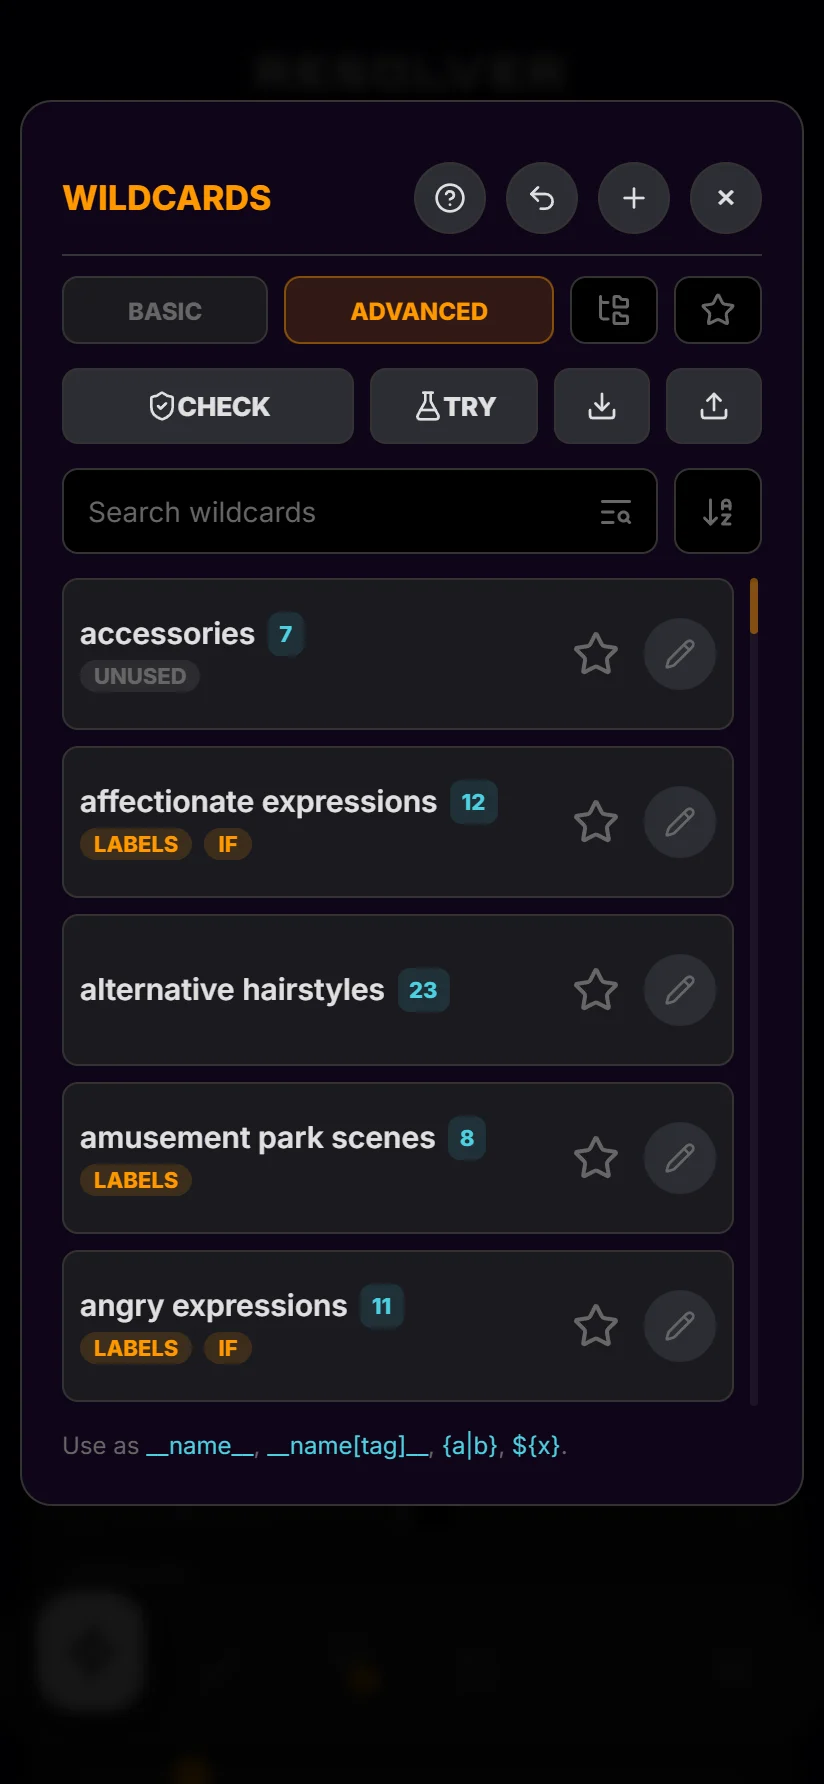 RESOLVER
WILDCARDS
BASIC
ADVANCED
CHECK
TRY
Search wildcards
accessories 7
UNUSED
affectionate expressions 12
LABELS IF
alternative hairstyles 23
amusement park scenes 8
LABELS
angry expressions 11
LABELS IF
Use as __name__, __name[tag]__, {a|b}, ${x}.